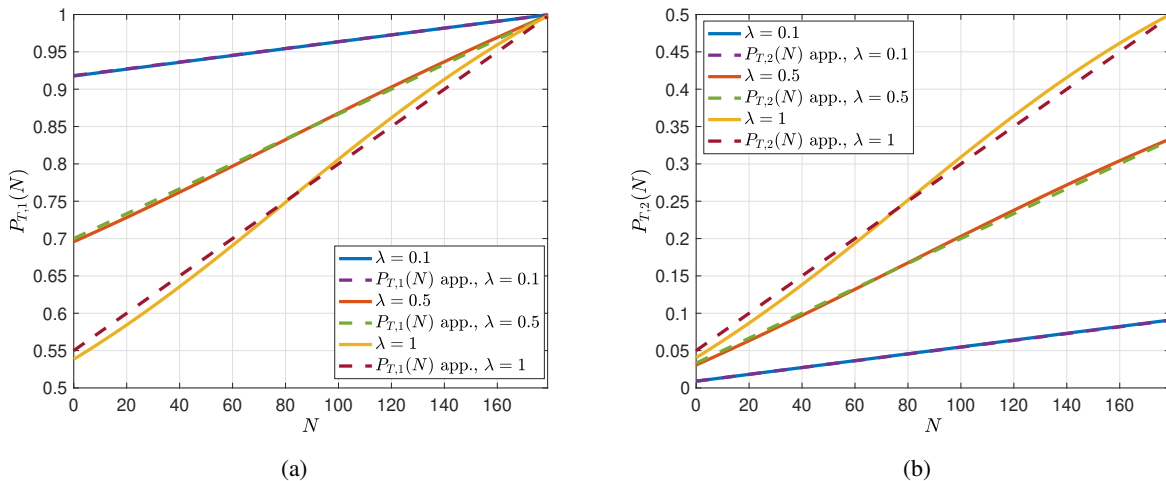 1
0.95
0.9
0.85
0.8
0.75
0.7
0.65
0.6
0.55
0.5
P_{T,1}(N)
λ = 0.1
P_{T,1}(N) app., λ = 0.1
λ = 0.5
P_{T,1}(N) app., λ = 0.5
λ = 1
P_{T,1}(N) app., λ = 1
0 20 40 60 80 100 120 140 160
N
(a)
0.5
0.45
0.4
0.35
0.3
0.25
0.2
0.15
0.1
0.05
0
P_{T,2}(N)
λ = 0.1
P_{T,2}(N) app., λ = 0.1
λ = 0.5
P_{T,2}(N) app., λ = 0.5
λ = 1
P_{T,2}(N) app., λ = 1
0 20 40 60 80 100 120 140 160
N
(b)